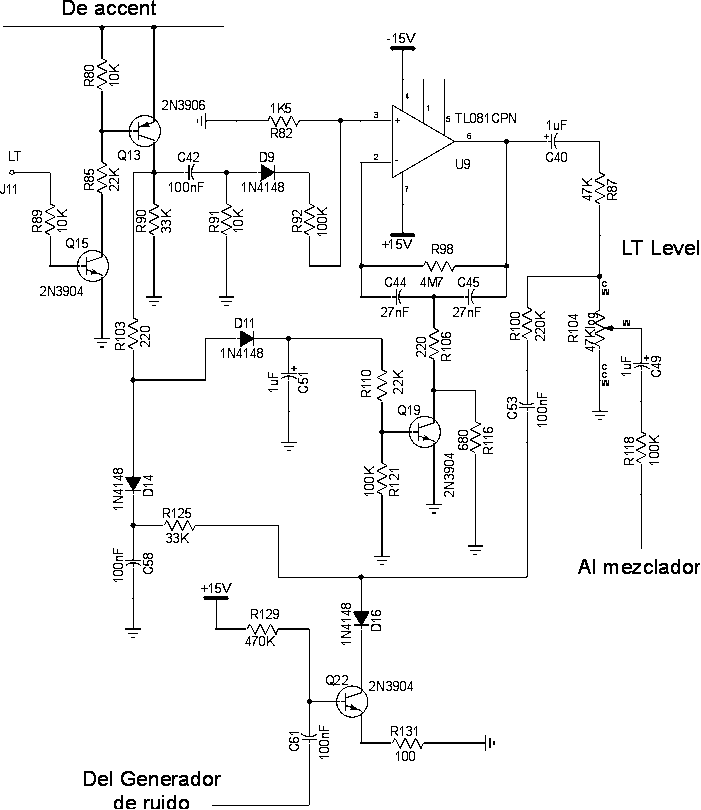 De accent
R80
10K
2N3906
Q13
LT
J11
R85
22K
R89
10K
Q15
2N3904
C42
100nF
D9
1N4148
R90
33K
R91
10K
R92
100K
1K5
R82
-15V
4
1
5
TL081CPN
3
+
2
-
6
7
U9
+15V
1uF
C40
47K
R87
LT Level
R98
4M7
C44
27nF
C45
27nF
R103
220
D11
1N4148
1uF
C51
R110
22K
220
R106
R100
220K
R104
47Klog
CW
W
CCW
1uF
C49
Q19
2N3904
680
R116
C53
100nF
R118
100K
100K
R121
1N4148
D14
R125
33K
100nF
C58
Al mezclador
+15V
R129
470K
1N4148
D16
Q22
2N3904
C61
100nF
R131
100
Del Generador
de ruido